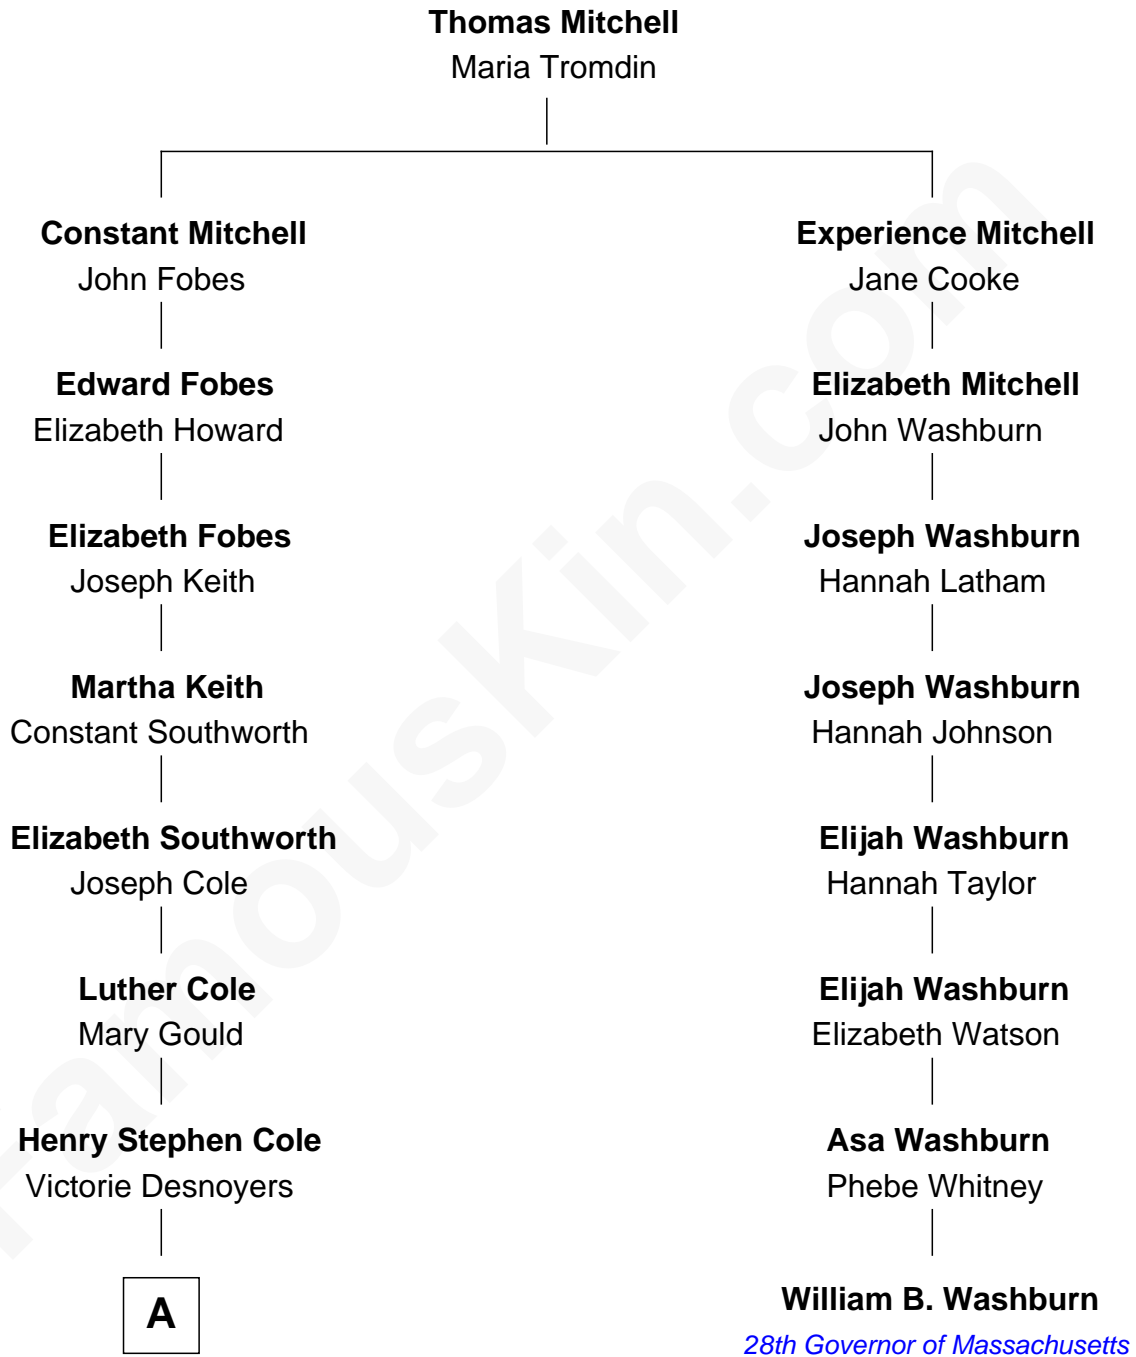 Thomas Mitchell
Maria Tromdin
Constant Mitchell
John Fobes
Experience Mitchell
Jane Cooke
Edward Fobes
Elizabeth Howard
Elizabeth Mitchell
John Washburn
Elizabeth Fobes
Joseph Keith
Joseph Washburn
Hannah Latham
Martha Keith
Constant Southworth
Joseph Washburn
Hannah Johnson
Elizabeth Southworth
Joseph Cole
Elijah Washburn
Hannah Taylor
Luther Cole
Mary Gould
Elijah Washburn
Elizabeth Watson
Henry Stephen Cole
Victorie Desnoyers
Asa Washburn
Phebe Whitney
A
William B. Washburn
28th Governor of Massachusetts
FamousKin.com